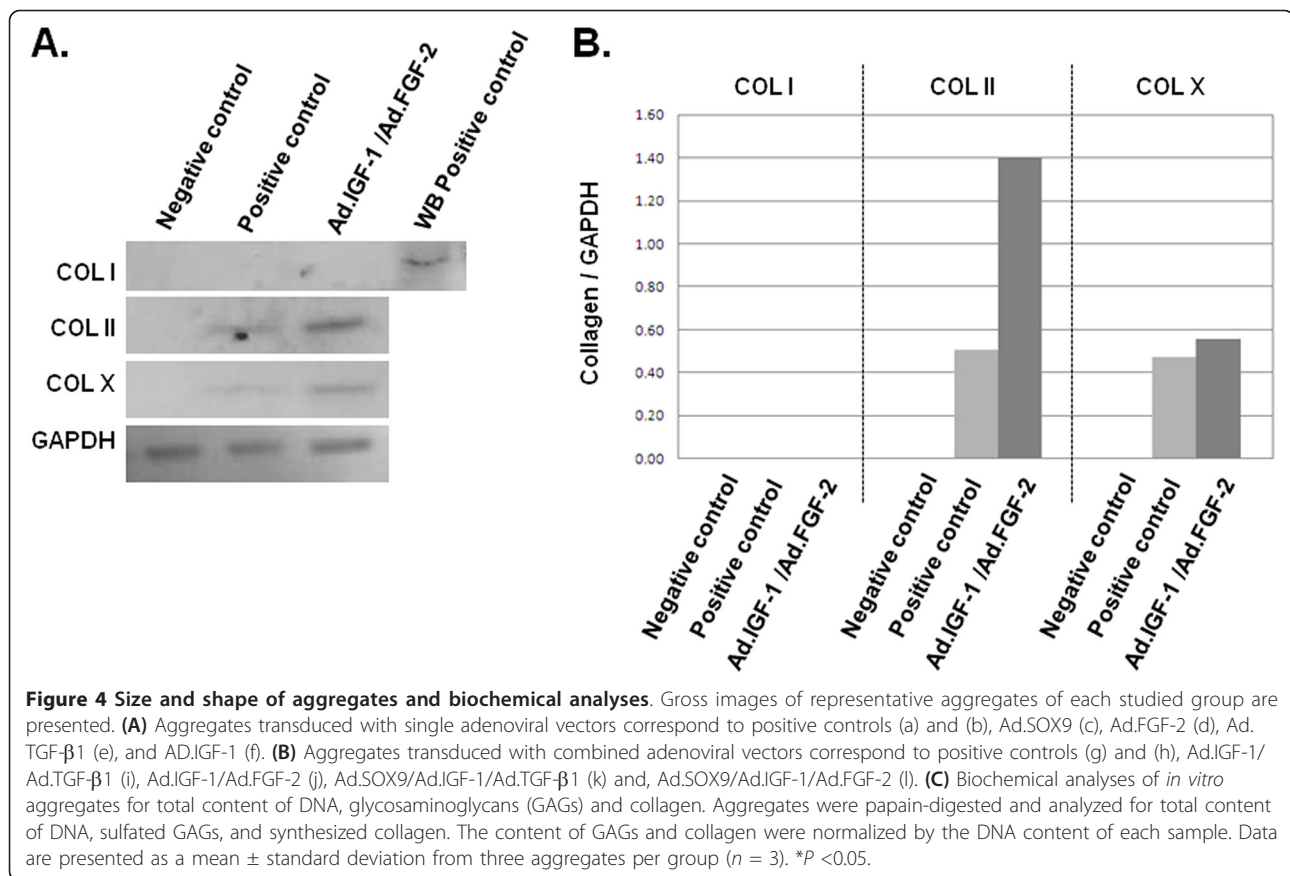 A.
Negative control
Positive control
Ad.IGF-1 /Ad.FGF-2
WB Positive control
COL I
COL II
COL X
GAPDH
B.
COL I COL II COL X
Collagen / GAPDH
1.60
1.40
1.20
1.00
0.80
0.60
0.40
0.20
0.00
Negative control
Positive control
Ad.IGF-1 /Ad.FGF-2
Negative control
Positive control
Ad.IGF-1 /Ad.FGF-2
Negative control
Positive control
Ad.IGF-1 /Ad.FGF-2
Figure 4 Size and shape of aggregates and biochemical analyses. Gross images of representative aggregates of each studied group are
presented. (A) Aggregates transduced with single adenoviral vectors correspond to positive controls (a) and (b), Ad.SOX9 (c), Ad.FGF-2 (d), Ad.
TGF-β1 (e), and AD.IGF-1 (f). (B) Aggregates transduced with combined adenoviral vectors correspond to positive controls (g) and (h), Ad.IGF-1/
Ad.TGF-β1 (i), Ad.IGF-1/Ad.FGF-2 (j), Ad.SOX9/Ad.IGF-1/Ad.TGF-β1 (k) and, Ad.SOX9/Ad.IGF-1/Ad.FGF-2 (l). (C) Biochemical analyses of in vitro
aggregates for total content of DNA, glycosaminoglycans (GAGs) and collagen. Aggregates were papain-digested and analyzed for total content
of DNA, sulfated GAGs, and synthesized collagen. The content of GAGs and collagen were normalized by the DNA content of each sample. Data
are presented as a mean ± standard deviation from three aggregates per group (n = 3). *P <0.05.